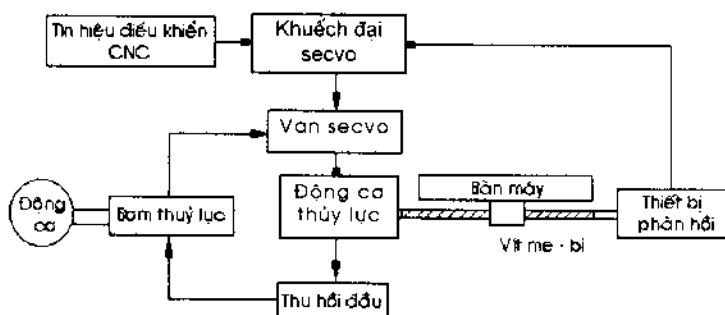 Tín hiệu điều khiển
CNC
Khuếch đại
secvo
Van secvo
Động cơ
Bơm thuỷ lực
Động cơ
thủy lực
Bàn máy
Vít me - bi
Thiết bị
phản hồi
Thu hồi dầu